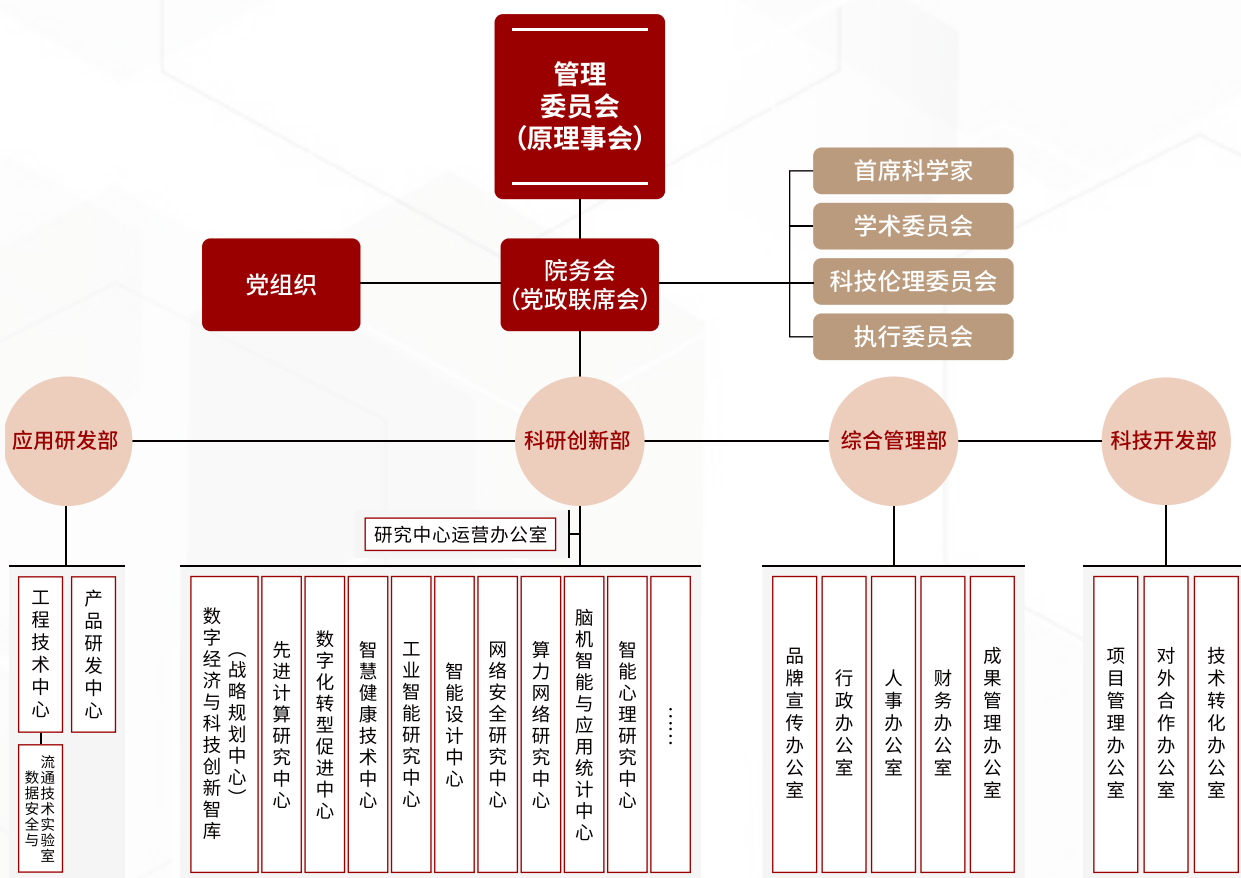 管理
委员会
（原理事会）
首席科学家
学术委员会
科技伦理委员会
执行委员会
党组织
院务会
（党政联席会）
应用研发部
科研创新部
综合管理部
科技开发部
研究中心运营办公室
工程技术中心
产品研发中心
数据安全与
流通技术实验室
数字经济与科技创新智库
（战略规划中心）
先进计算研究中心
数字化转型促进中心
智慧健康技术中心
工业智能研究中心
智能设计中心
网络安全研究中心
算力网络研究中心
脑机智能与应用统计中心
智能心理研究中心
……
品牌宣传办公室
行政办公室
人事办公室
财务办公室
成果管理办公室
项目管理办公室
对外合作办公室
技术转化办公室